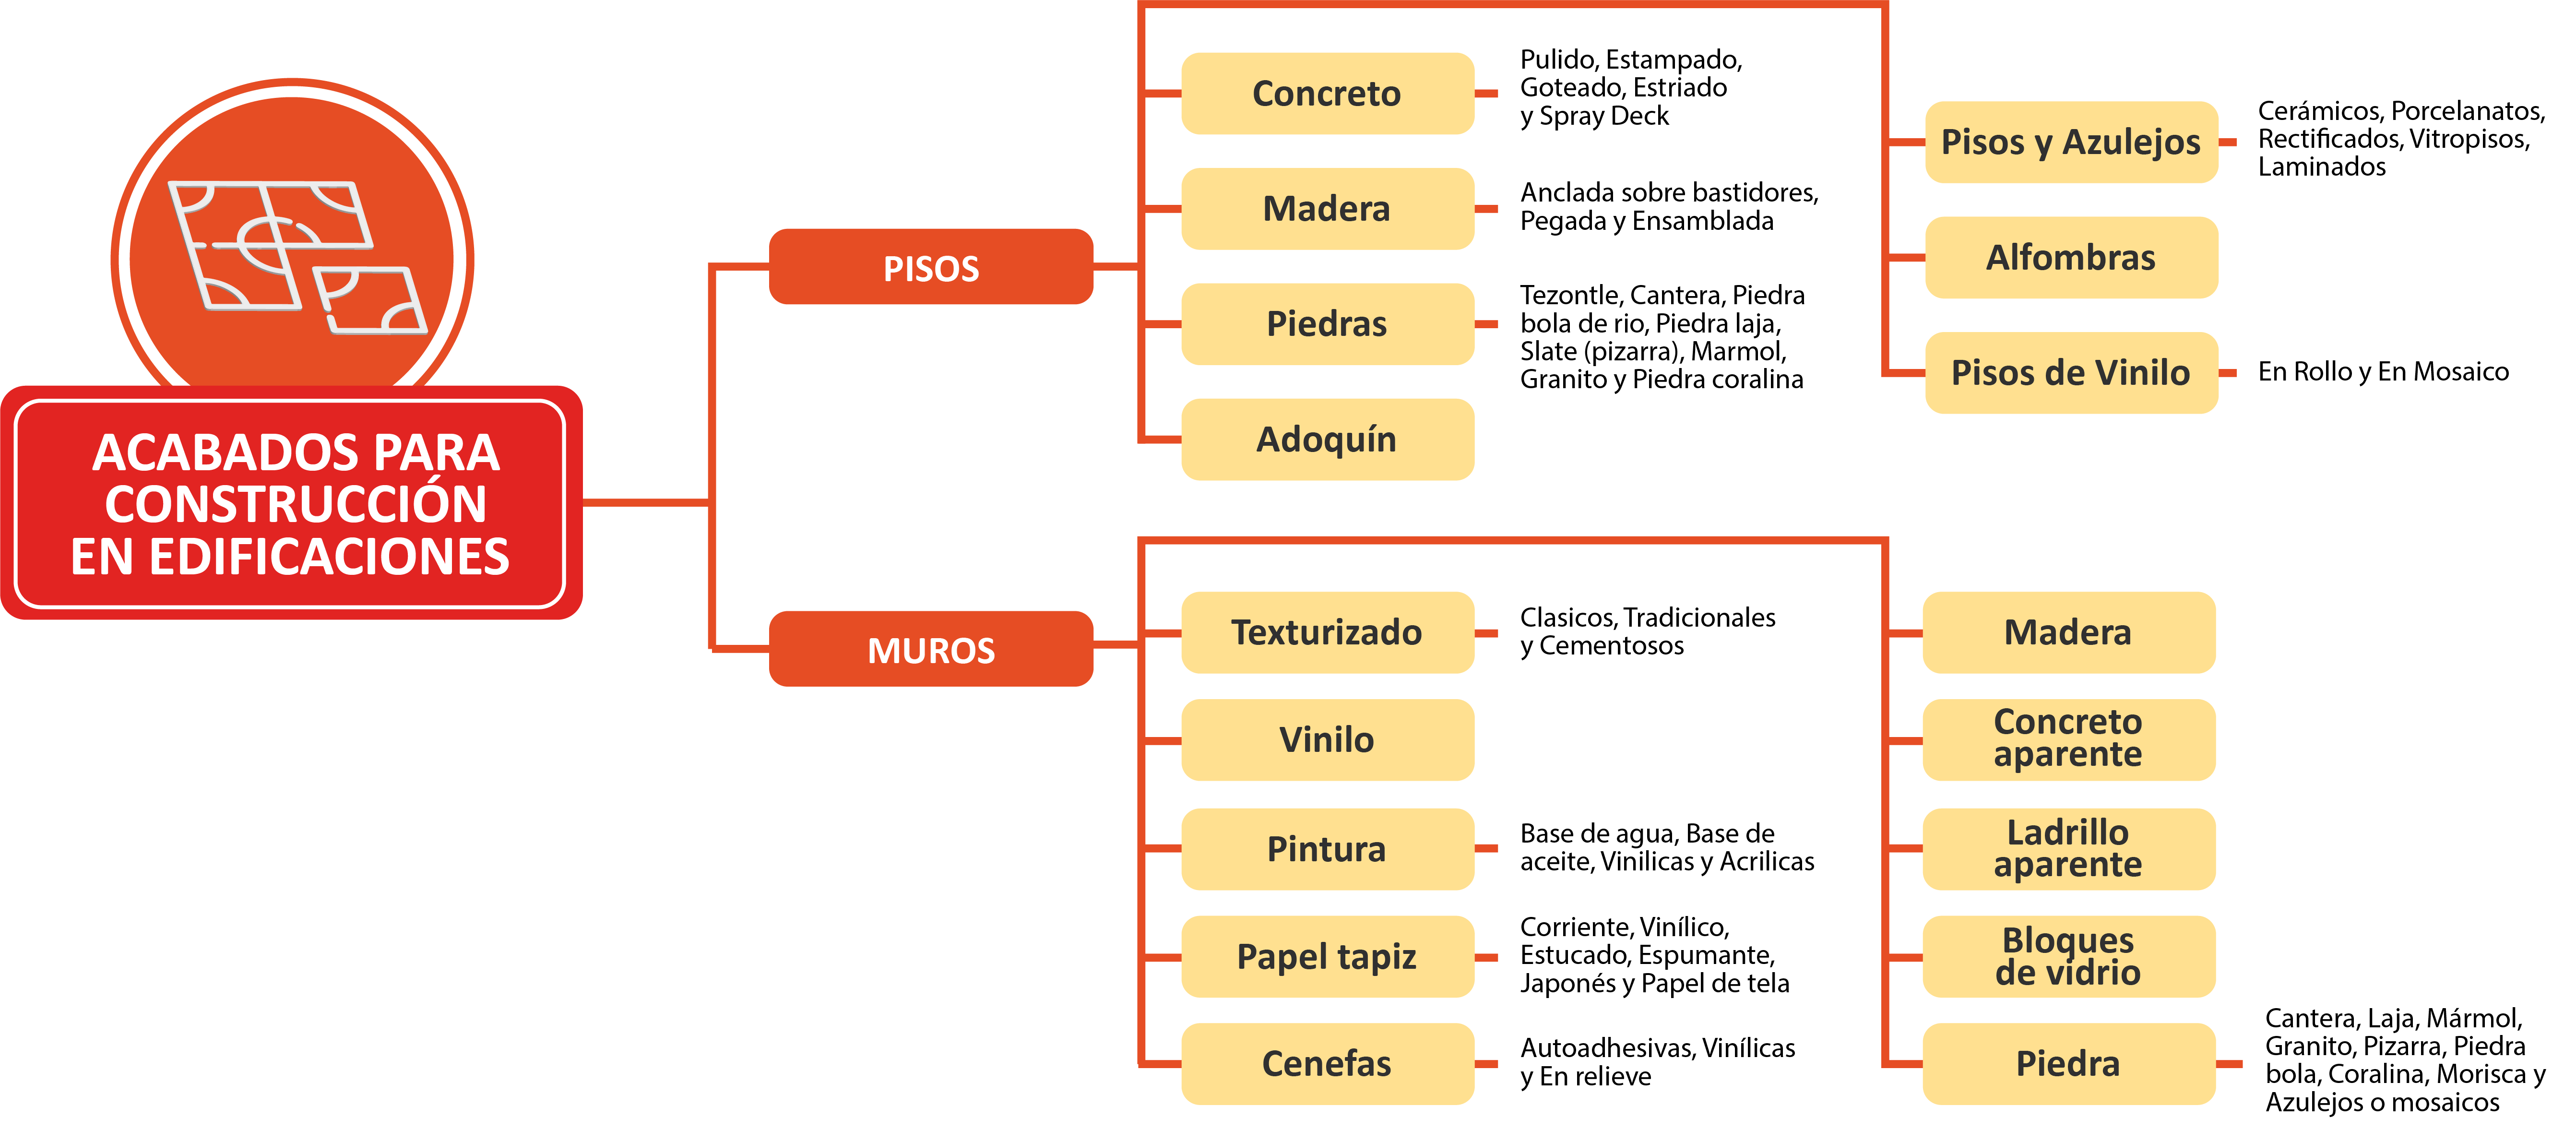 ACABADOS PARA
CONSTRUCCIÓN
EN EDIFICACIONES
PISOS
Concreto
Pulido, Estampado,
Goteado, Estriado
y Spray Deck
Madera
Anclada sobre bastidores,
Pegada y Ensamblada
Piedras
Tezontle, Cantera, Piedra
bola de rio, Piedra laja,
Slate (pizarra), Marmol,
Granito y Piedra coralina
Adoquín
Pisos y Azulejos
Cerámicos, Porcelanatos,
Rectificados, Vitropisos,
Laminados
Alfombras
Pisos de Vinilo
En Rollo y En Mosaico
MUROS
Texturizado
Clasicos, Tradicionales
y Cementosos
Vinilo
Pintura
Base de agua, Base de
aceite, Vinilicas y Acrilicas
Papel tapiz
Corriente, Vinílico,
Estucado, Espumante,
Japonés y Papel de tela
Cenefas
Autoadhesivas, Vinílicas
y En relieve
Madera
Concreto
aparente
Ladrillo
aparente
Bloques
de vidrio
Piedra
Cantera, Laja, Mármol,
Granito, Pizarra, Piedra
bola, Coralina, Morisca y
Azulejos o mosaicos